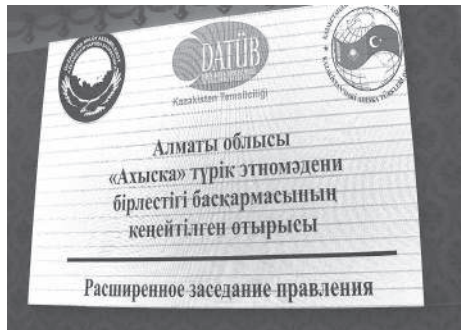 DATÜB
Kazakistan Temsilciliği
Алматы облысы
«Ахыска» түрік этномәдени
бірлестігі басқармасының
кеңейтілген отырысы
Расширенное заседание правления